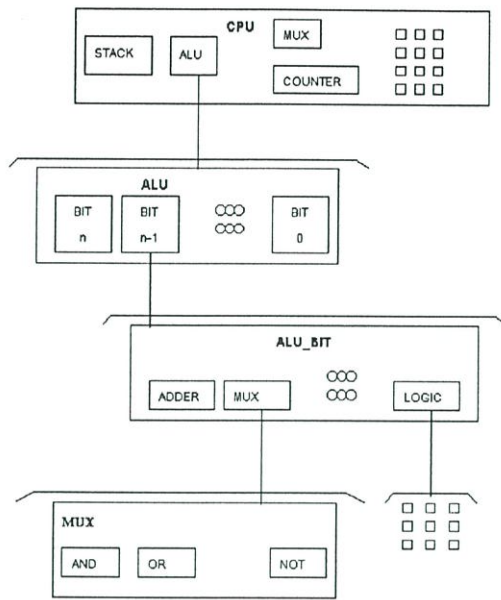 CPU
STACK
ALU
MUX
COUNTER
ALU
BIT
n
BIT
n-1
BIT
0
ALU_BIT
ADDER
MUX
LOGIC
MUX
AND
OR
NOT